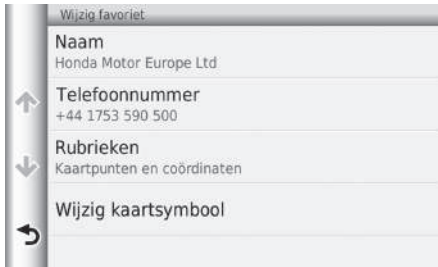 Wijzig favoriet
Naam
Honda Motor Europe Ltd
Telefoonnummer
+44 1753 590 500
Rubrieken
Kaartpunten en coördinaten
Wijzig kaartsymbool